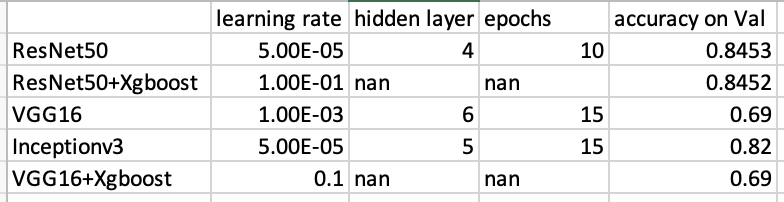 learning rate hidden layer epochs accuracy on Val
ResNet50 5.00E-05 4 10 0.8453
ResNet50+Xgboost 1.00E-01 nan nan 0.8452
VGG16 1.00E-03 6 15 0.69
Inceptionv3 5.00E-05 5 15 0.82
VGG16+Xgboost 0.1 nan nan 0.69